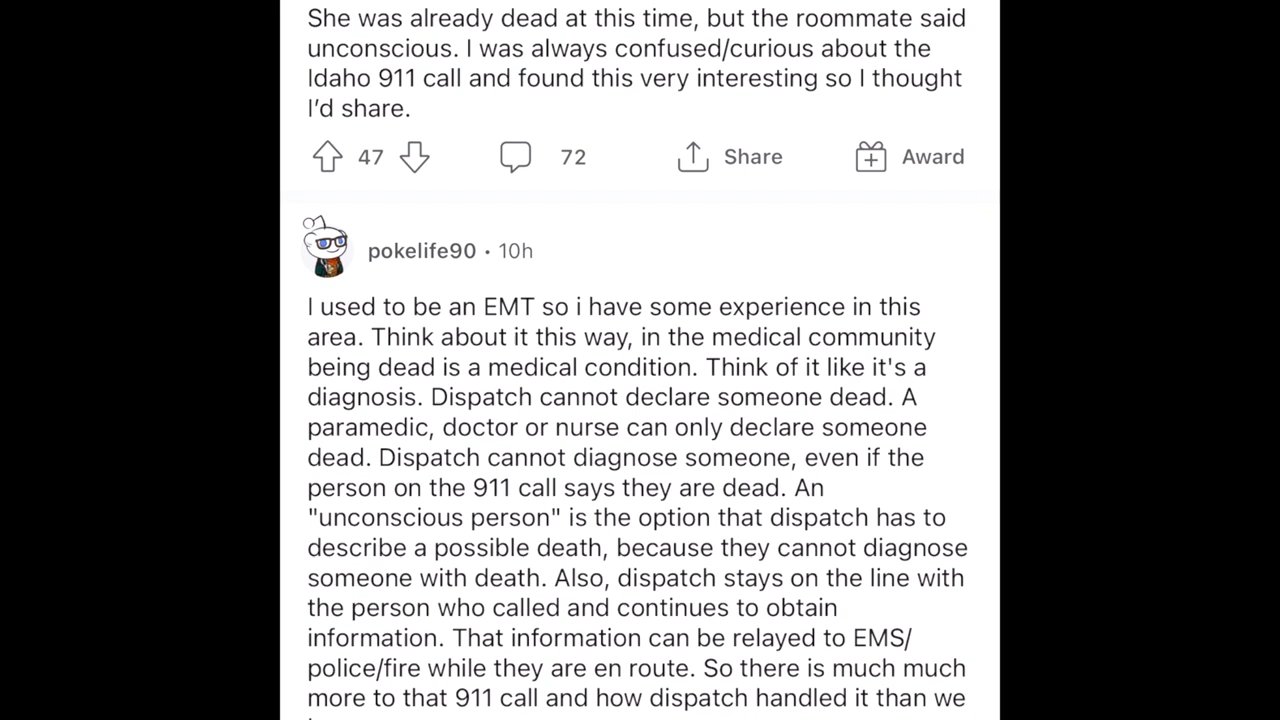 She was already dead at this time, but the roommate said
unconscious. I was always confused/curious about the
Idaho 911 call and found this very interesting so I thought
I'd share.
47
72
Share
Award
pokelife90 • 10h
I used to be an EMT so i have some experience in this
area. Think about it this way, in the medical community
being dead is a medical condition. Think of it like it's a
diagnosis. Dispatch cannot declare someone dead. A
paramedic, doctor or nurse can only declare someone
dead. Dispatch cannot diagnose someone, even if the
person on the 911 call says they are dead. An
"unconscious person" is the option that dispatch has to
describe a possible death, because they cannot diagnose
someone with death. Also, dispatch stays on the line with
the person who called and continues to obtain
information. That information can be relayed to EMS/
police/fire while they are en route. So there is much much
more to that 911 call and how dispatch handled it than we